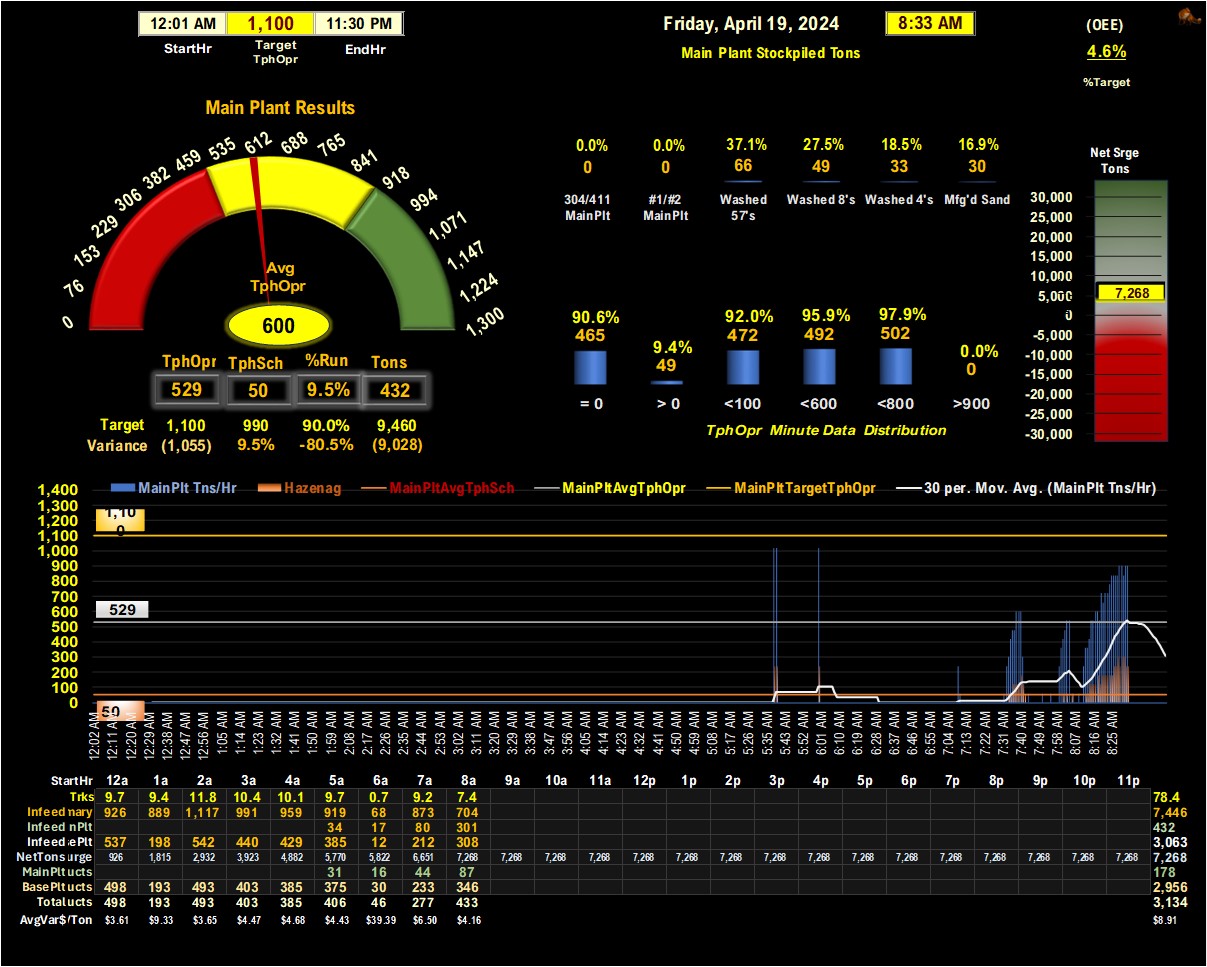 12:01 AM 1,100 11:30 PM
StartHr Target TphOpr EndHr
Friday, April 19, 2024 8:33 AM
Main Plant Stockpiled Tons
(OEE)
4.6%
%Target
Main Plant Results
0 76 153 229 306 382 459 535 612 688 765 841 918 994 1,071 1,147 1,224 1,300
Avg
TphOpr
600
TphOpr TphSch %Run Tons
529 50 9.5% 432
Target 1,100 990 90.0% 9,460
Variance (1,055) 9.5% -80.5% (9,028)
0.0% 0.0% 37.1% 27.5% 18.5% 16.9%
0 0 66 49 33 30
304/411 #1/#2 Washed Washed 8's Washed 4's Mfg'd Sand
MainPlt MainPlt 57's
90.6% 9.4% 92.0% 95.9% 97.9% 0.0%
465 49 472 492 502 0
= 0 > 0 <100 <600 <800 >900
TphOpr Minute Data Distribution
Net Srge
Tons
30,000
25,000
20,000
15,000
10,000
5,000
7,268
0
-5,000
-10,000
-15,000
-20,000
-25,000
-30,000
MainPlt Tns/Hr Hazenag MainPltAvgTphSch MainPltAvgTphOpr MainPltTargetTphOpr 30 per. Mov. Avg. (MainPlt Tns/Hr)
1,400
1,300
1,200
1,100
1,000
900
800
700
600
500
400
300
200
100
0
1,100
529
50
12:02 AM 12:11 AM 12:20 AM 12:29 AM 12:38 AM 12:47 AM 12:56 AM 1:05 AM 1:14 AM 1:23 AM 1:32 AM 1:41 AM 1:50 AM 1:59 AM 2:08 AM 2:17 AM 2:26 AM 2:35 AM 2:44 AM 2:53 AM 3:02 AM 3:11 AM 3:20 AM 3:29 AM 3:38 AM 3:47 AM 3:56 AM 4:05 AM 4:14 AM 4:23 AM 4:32 AM 4:41 AM 4:50 AM 4:59 AM 5:08 AM 5:17 AM 5:26 AM 5:35 AM 5:43 AM 5:52 AM 6:01 AM 6:10 AM 6:19 AM 6:28 AM 6:37 AM 6:46 AM 6:55 AM 7:04 AM 7:13 AM 7:22 AM 7:31 AM 7:40 AM 7:49 AM 7:58 AM 8:07 AM 8:16 AM 8:25 AM
StartHr 12a 1a 2a 3a 4a 5a 6a 7a 8a 9a 10a 11a 12p 1p 2p 3p 4p 5p 6p 7p 8p 9p 10p 11p
Trks 9.7 9.4 11.8 10.4 10.1 9.7 0.7 9.2 7.4 78.4
Infeed mary 926 889 1,117 991 959 919 68 873 704 7,446
Infeed nPlt 34 17 80 301 432
Infeed ePlt 537 198 542 440 429 385 12 212 308 3,063
NetTons urge 926 1,815 2,932 3,923 4,882 5,770 5,822 6,651 7,268 7,268 7,268 7,268 7,268 7,268 7,268 7,268 7,268 7,268 7,268 7,268 7,268 7,268 7,268 7,268 7,268
MainPlt ucts 31 16 44 87 178
BasePlt ucts 498 193 493 403 385 375 30 233 346 2,956
Total ucts 498 193 493 403 385 406 46 277 433 3,134
AvgVar$/Ton $3.61 $9.33 $3.65 $4.47 $4.68 $4.43 $39.39 $6.50 $4.16 $8.91